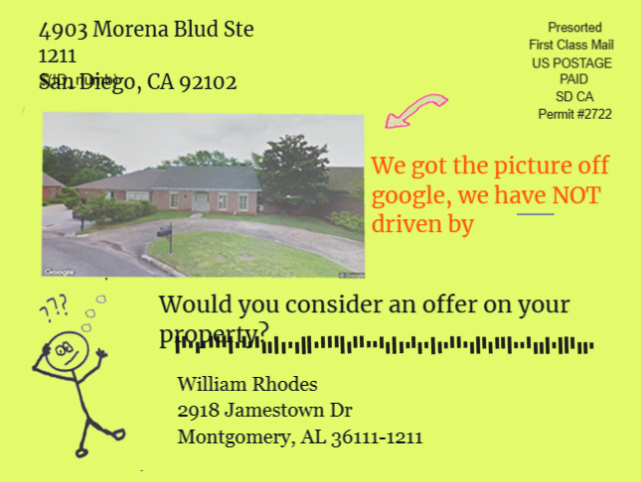 4903 Morena Blud Ste
1211
San Diego, CA 92102
Presorted
First Class Mail
US POSTAGE
PAID
SD CA
Permit #2722
We got the picture off
google, we have NOT
driven by
Google
???
Would you consider an offer on your
property?
William Rhodes
2918 Jamestown Dr
Montgomery, AL 36111-1211